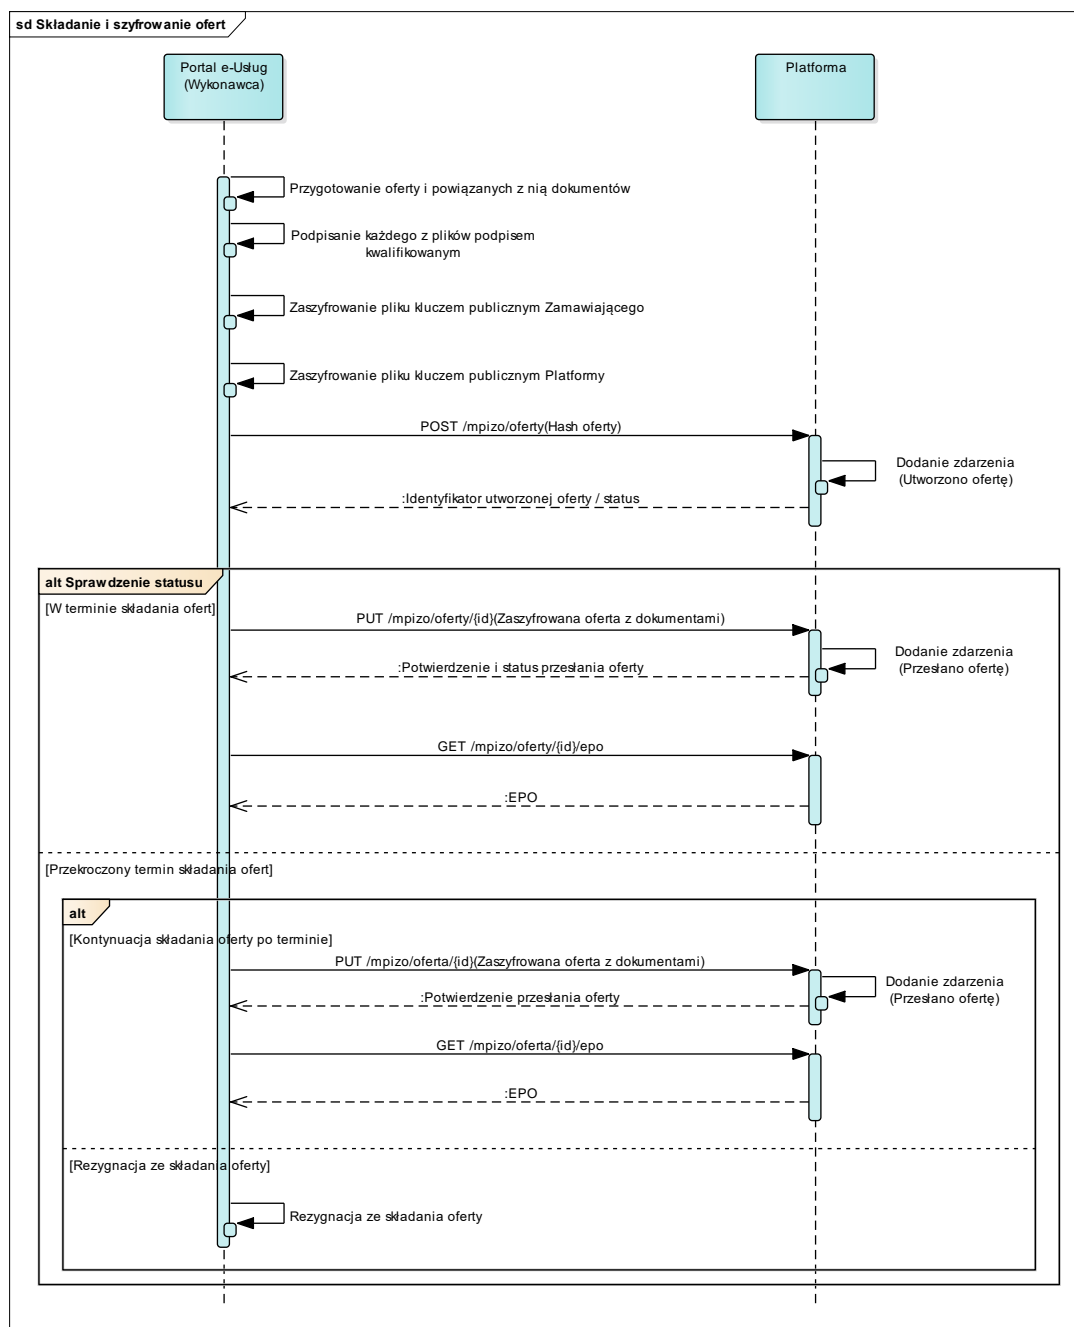 sd Składanie i szyfrowanie ofert
Portal e-Usług
(Wykonawca)
Platforma
Przygotowanie oferty i powiązanych z nią dokumentów
Podpisanie każdego z plików podpisem
kwalifikowanym
Zaszyfrowanie pliku kluczem publicznym Zamawiającego
Zaszyfrowanie pliku kluczem publicznym Platformy
POST /mpizo/oferty(Hash oferty)
Dodanie zdarzenia
(Utworzono ofertę)
:Identyfikator utworzonej oferty / status
alt Sprawdzenie statusu
[W terminie składania ofert]
PUT /mpizo/oferty/{id}(Zaszyfrowana oferta z dokumentami)
Dodanie zdarzenia
(Przesłano ofertę)
:Potwierdzenie i status przesłania oferty
GET /mpizo/oferty/{id}/epo
:EPO
[Przekroczony termin składania ofert]
alt
[Kontynuacja składania oferty po terminie]
PUT /mpizo/oferta/{id}(Zaszyfrowana oferta z dokumentami)
Dodanie zdarzenia
(Przesłano ofertę)
:Potwierdzenie przesłania oferty
GET /mpizo/oferta/{id}/epo
:EPO
[Rezygnacja ze składania oferty]
Rezygnacja ze składania oferty